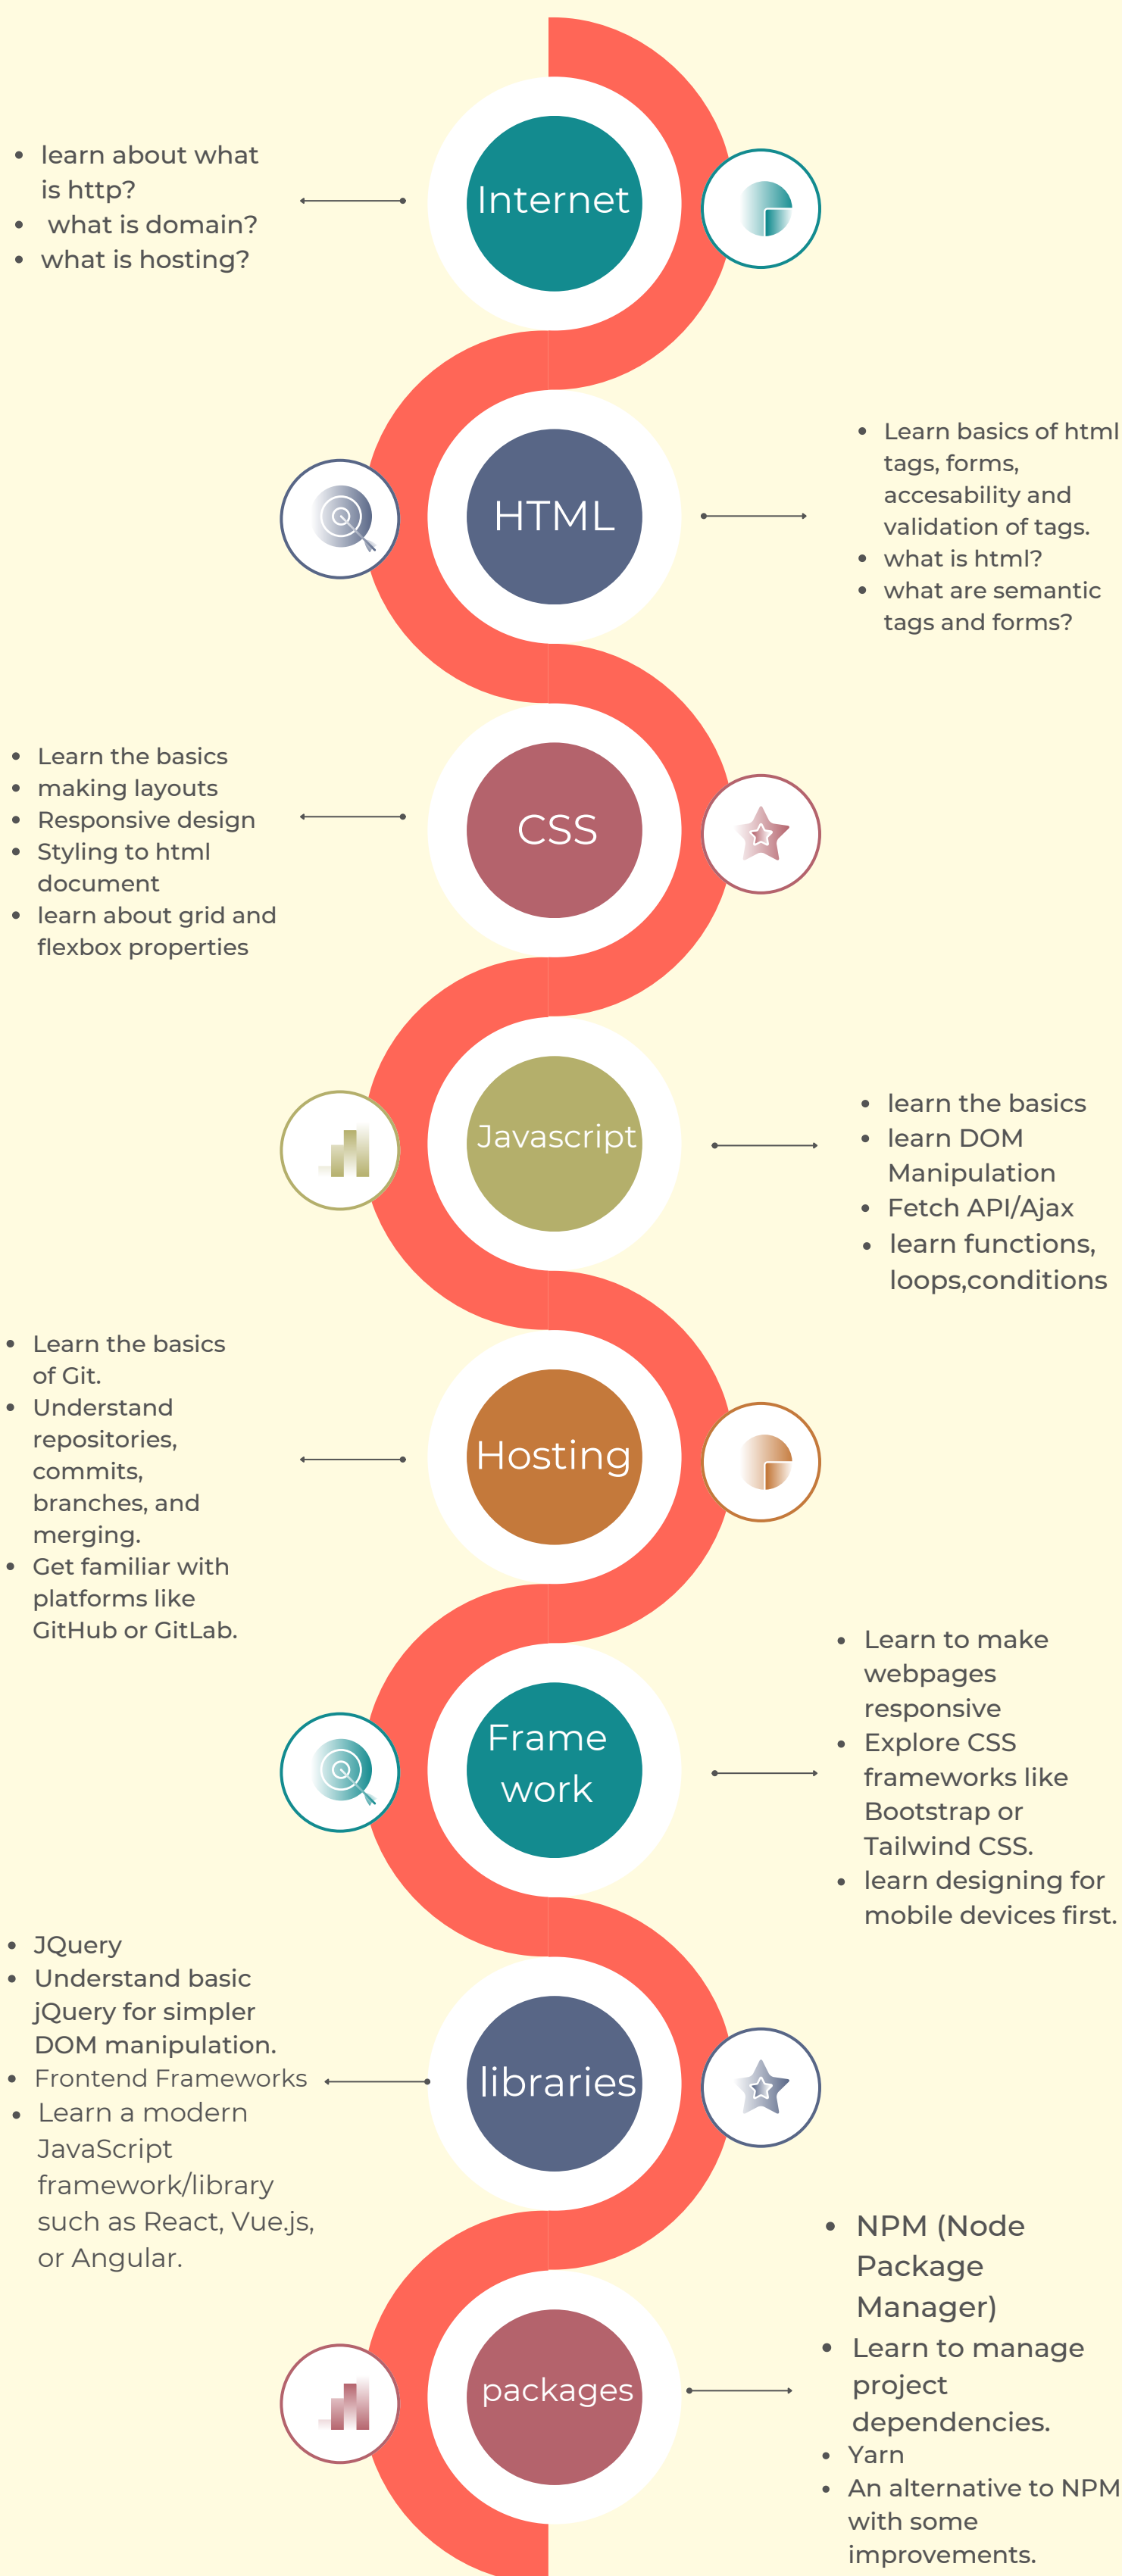 • learn about what
is http?
• what is domain?
• what is hosting?
Internet
HTML
• Learn basics of html
tags, forms,
accesability and
validation of tags.
• what is html?
• what are semantic
tags and forms?
• Learn the basics
• making layouts
• Responsive design
• Styling to html
document
• learn about grid and
flexbox properties
CSS
Javascript
• learn the basics
• learn DOM
Manipulation
• Fetch API/Ajax
• learn functions,
loops,conditions
• Learn the basics
of Git.
• Understand
repositories,
commits,
branches, and
merging.
• Get familiar with
platforms like
GitHub or GitLab.
Hosting
Frame
work
• Learn to make
webpages
responsive
• Explore CSS
frameworks like
Bootstrap or
Tailwind CSS.
• learn designing for
mobile devices first.
• JQuery
• Understand basic
jQuery for simpler
DOM manipulation.
• Frontend Frameworks
• Learn a modern
JavaScript
framework/library
such as React, Vue.js,
or Angular.
libraries
packages
• NPM (Node
Package
Manager)
• Learn to manage
project
dependencies.
• Yarn
• An alternative to NPM
with some
improvements.